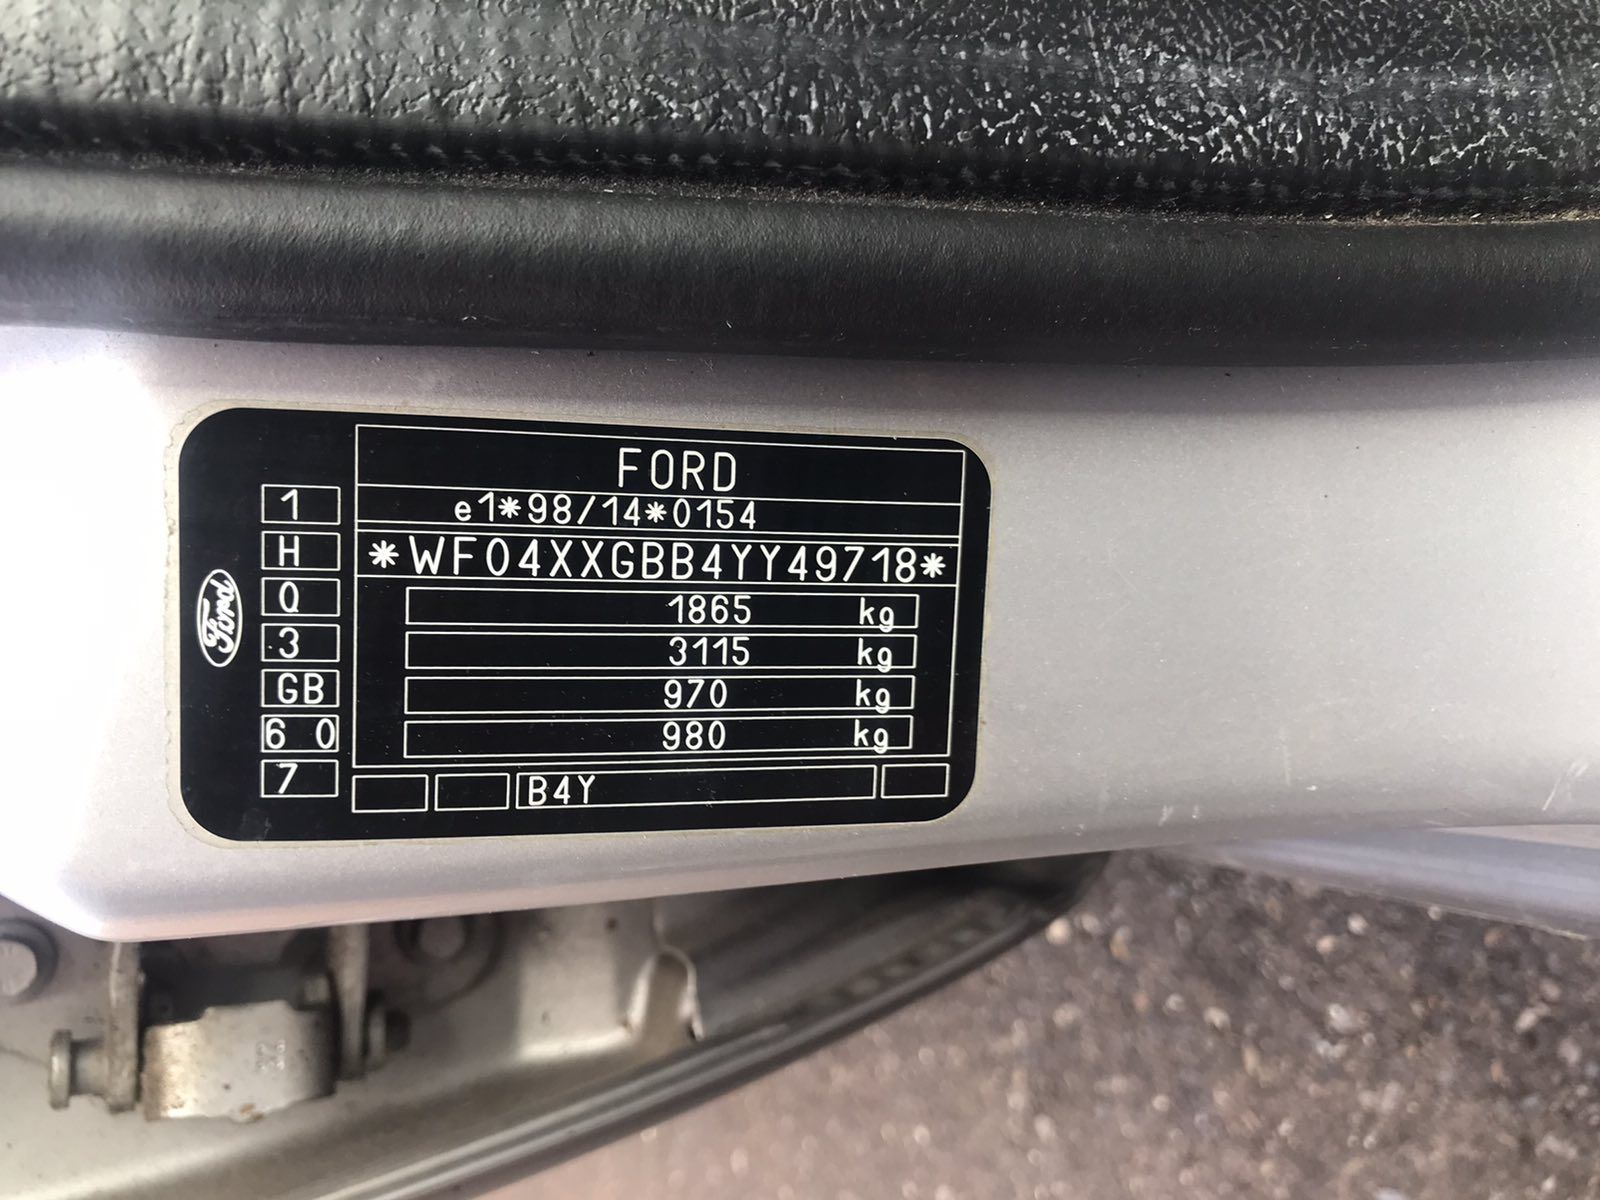 FORD
e1*98/14*0154
*WF04XXGBB4YY49718*
1865 kg
3115 kg
970 kg
980 kg
B4Y
1
H
Q
3
GB
6 0
7
Ford